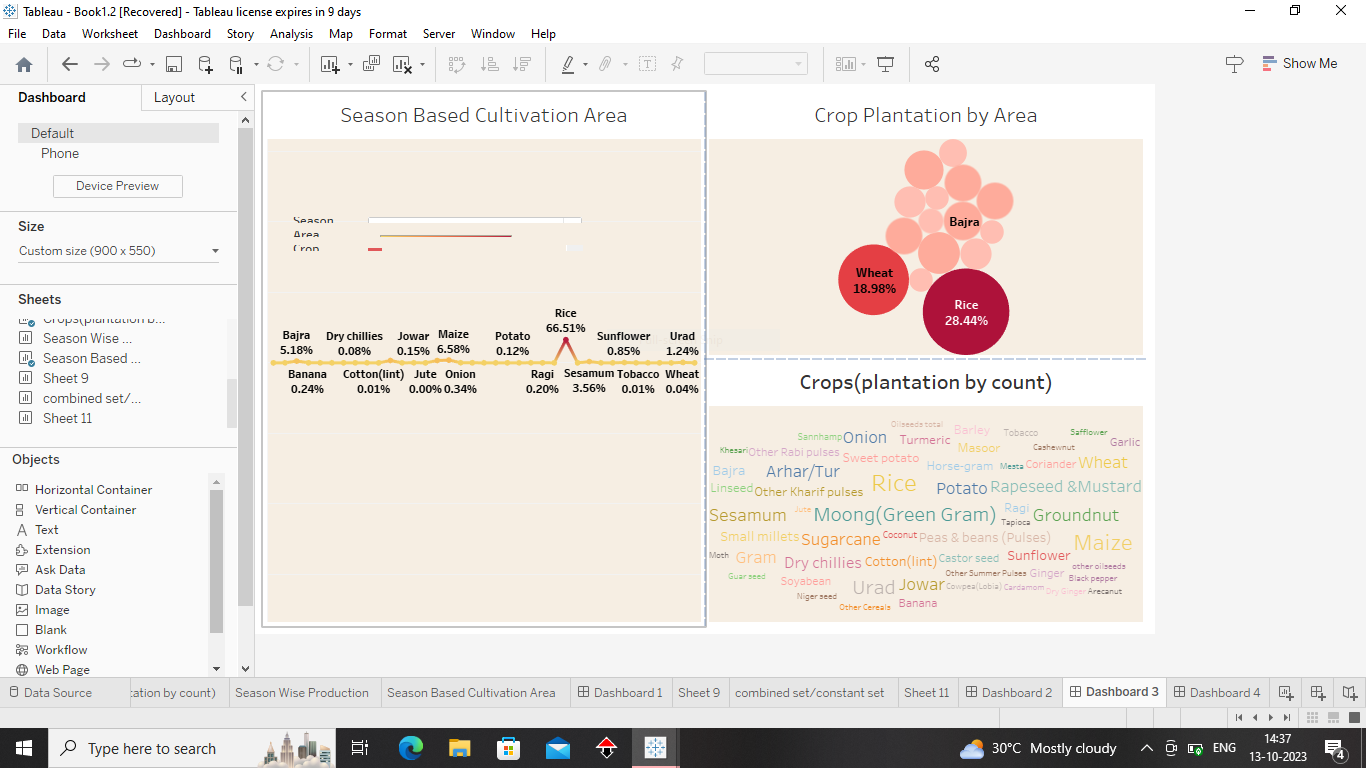 Tableau - Book1.2 [Recovered] - Tableau license expires in 9 days
File Data Worksheet Dashboard Story Analysis Map Format Server Window Help
Show Me
Dashboard Layout
Default
Phone
Device Preview
Size
Custom size (900 x 550)
Sheets
Crops(plantation b...
Season Wise ...
Season Based ...
Sheet 9
combined set/...
Sheet 11
Objects
Horizontal Container
Vertical Container
Text
Extension
Ask Data
Data Story
Image
Blank
Workflow
Web Page
Season Based Cultivation Area
Season
Area
Crop
Rice
66.51%
Bajra Dry chillies Jowar Maize Potato Sunflower Urad
5.18% 0.08% 0.15% 6.58% 0.12% 0.85% 1.24%
Banana Cotton(lint) Jute Onion Ragi Sesamum Tobacco Wheat
0.24% 0.01% 0.00% 0.34% 0.20% 3.56% 0.01% 0.04%
Crop Plantation by Area
Bajra
Wheat
18.98%
Rice
28.44%
Crops(plantation by count)
Oilseeds total
Sannhamp Onion Turmeric Barley Tobacco Safflower
Khesari Other Rabi pulses Masoor Cashewnut Garlic
Sweet potato
Bajra Arhar/Tur Horse-gram Mesta Coriander Wheat
Linseed Other Kharif pulses Rice Potato Rapeseed &Mustard
Sesamum Jute Moong(Green Gram) Ragi Groundnut
Tapioca
Small millets Sugarcane Coconut Peas & beans (Pulses) Maize
Moth Gram Dry chillies Cotton(lint) Castor seed Sunflower
other oilseeds
Guar seed Soyabean Other Summer Pulses Ginger Black pepper
Niger seed Urad Jowar Cowpea(Lobia) Cardamom Dry Ginger Arecanut
Other Cereals Banana
Data Source tation by count) Season Wise Production Season Based Cultivation Area Dashboard 1 Sheet 9 combined set/constant set Sheet 11 Dashboard 2 Dashboard 3 Dashboard 4
Type here to search
30°C Mostly cloudy
ENG
14:37
13-10-2023
4